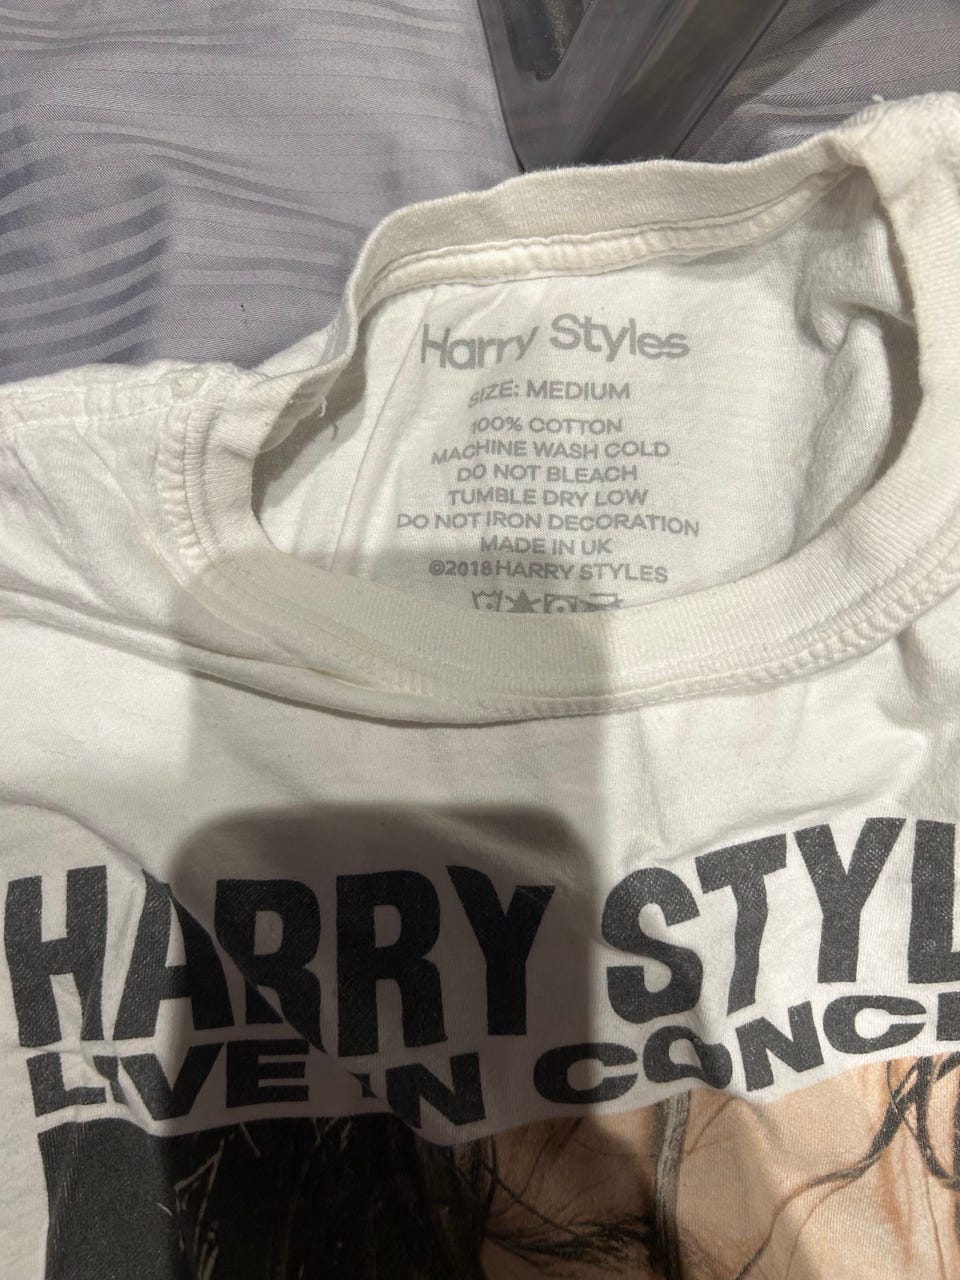 Harry Styles
SIZE: MEDIUM
100% COTTON
MACHINE WASH COLD
DO NOT BLEACH
TUMBLE DRY LOW
DO NOT IRON DECORATION
MADE IN UK
©2018 HARRY STYLES
HARRY STYL
LIVE IN CONC